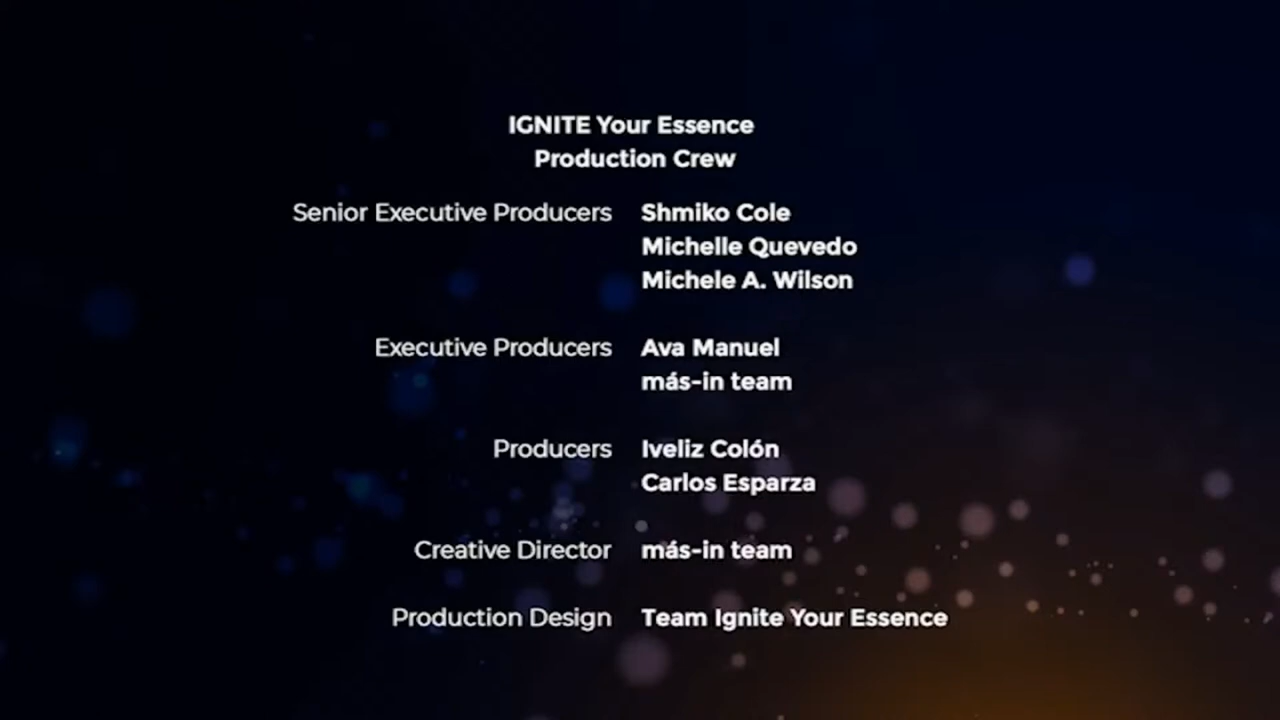 IGNITE Your Essence
Production Crew
Senior Executive Producers Shmiko Cole
Michelle Quevedo
Michele A. Wilson
Executive Producers Ava Manuel
más-in team
Producers Iveliz Colón
Carlos Esparza
Creative Director más-in team
Production Design Team Ignite Your Essence